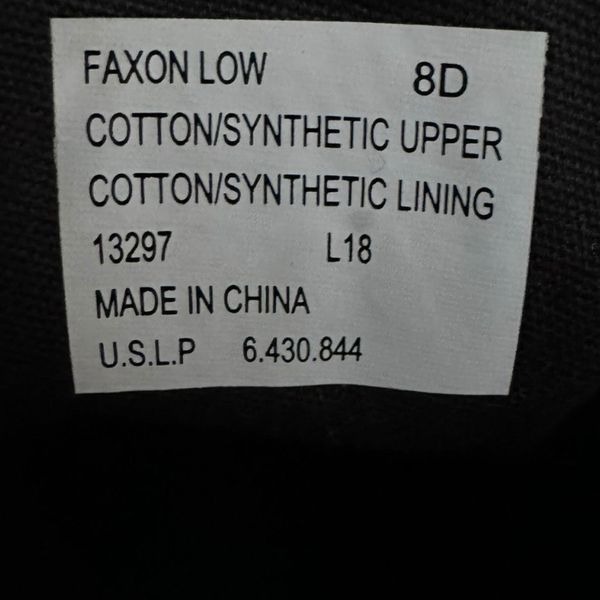 FAXON LOW 8D
COTTON/SYNTHETIC UPPER
COTTON/SYNTHETIC LINING
13297 L18
MADE IN CHINA
U.S.L.P 6.430.844